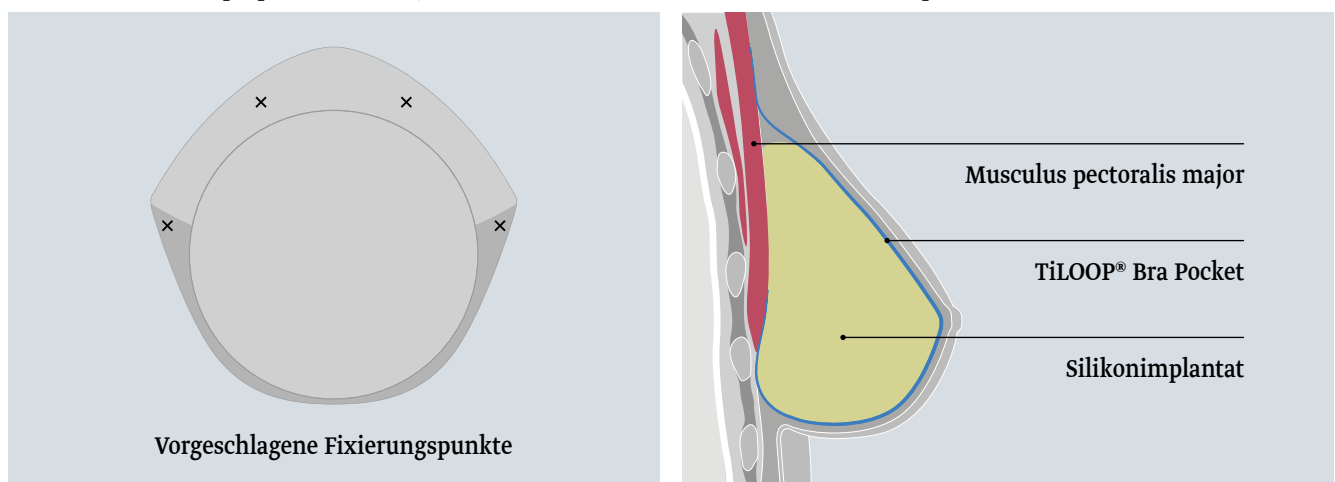 Vorgeschlagene Fixierungspunkte
Musculus pectoralis major
TiLOOP® Bra Pocket
Silikonimplantat